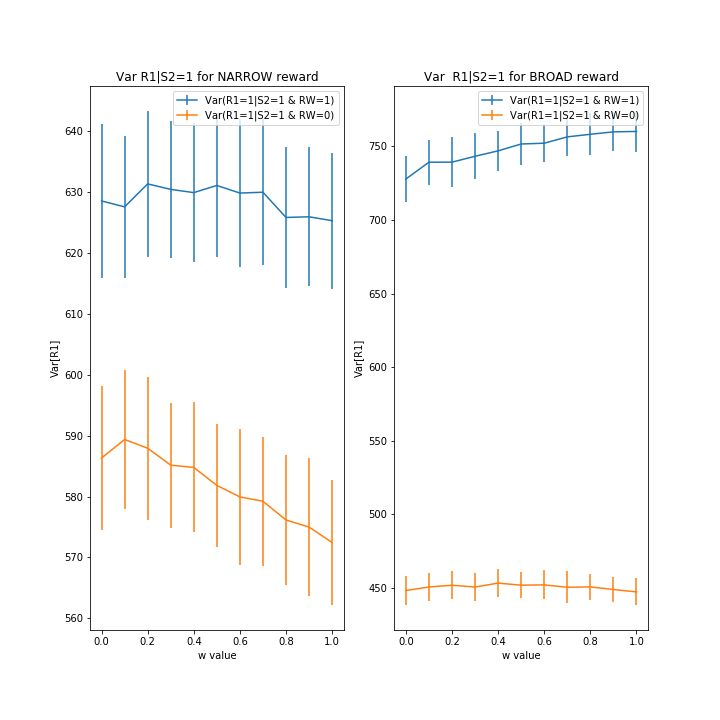 Var R1|S2=1 for NARROW reward
Var(R1=1|S2=1 & RW=1)
Var(R1=1|S2=1 & RW=0)
640
630
620
610
600
590
580
570
560
Var[R1]
0.0 0.2 0.4 0.6 0.8 1.0
w value
Var  R1|S2=1 for BROAD reward
Var(R1=1|S2=1 & RW=1)
Var(R1=1|S2=1 & RW=0)
750
700
650
600
550
500
450
Var[R1]
0.0 0.2 0.4 0.6 0.8 1.0
w value